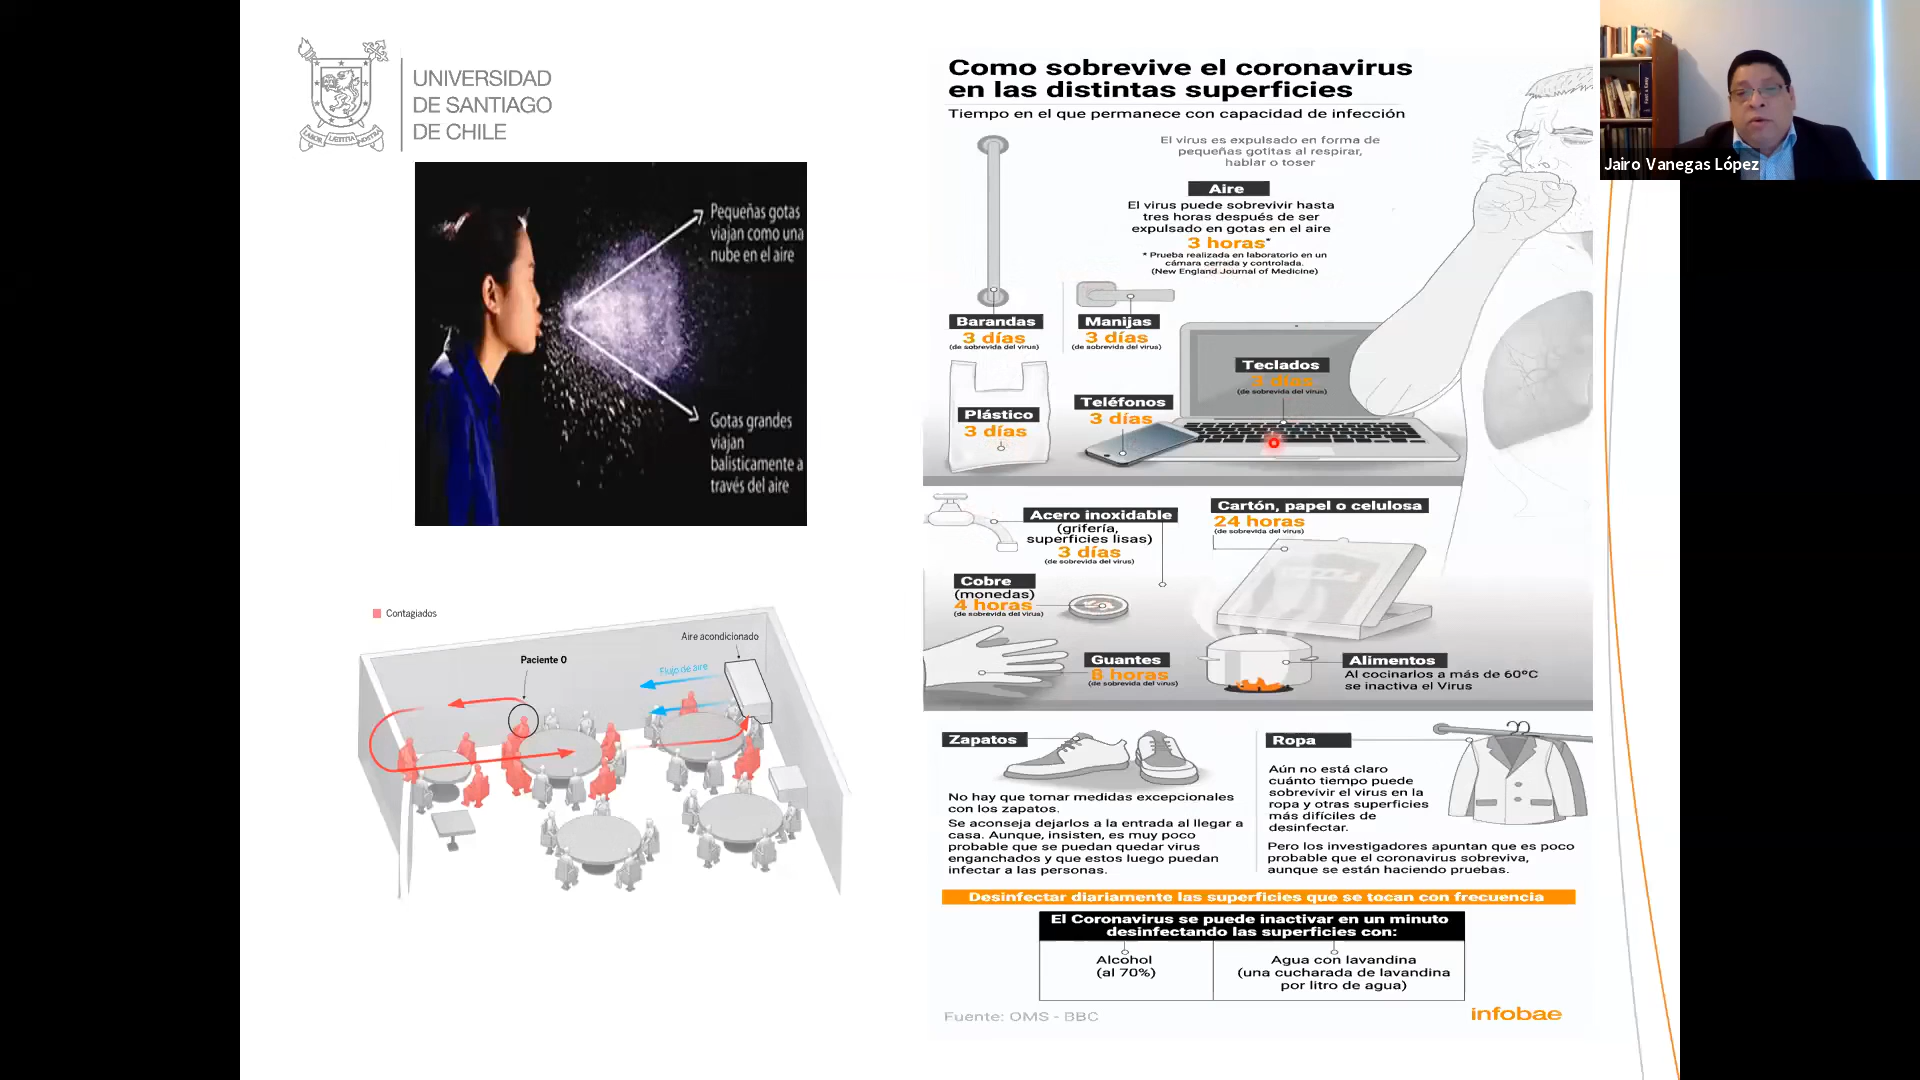 UNIVERSIDAD
DE SANTIAGO
DE CHILE
LABOR LÆTITIA NOSTRA
Pequeñas gotas
viajan como una
nube en el aire
Gotas grandes
viajan
balisticamente a
través del aire
Contagiados
Aire acondicionado
Paciente 0
Flujo de aire
Como sobrevive el coronavirus
en las distintas superficies
Tiempo en el que permanece con capacidad de infección
El virus es expulsado en forma de
pequeñas gotitas al respirar,
hablar o toser
Aire
El virus puede sobrevivir hasta
tres horas después de ser
expulsado en gotas en el aire
3 horas*
* Prueba realizada en laboratorio en un
cámara cerrada y controlada.
(New England Journal of Medicine)
Barandas
3 días
(de sobrevida del virus)
Manijas
3 días
(de sobrevida del virus)
Teclados
3 días
(de sobrevida del virus)
Plástico
3 días
Teléfonos
3 días
Acero inoxidable
(grifería,
superficies lisas)
3 días
(de sobrevida del virus)
Cartón, papel o celulosa
24 horas
(de sobrevida del virus)
Cobre
(monedas)
4 horas
(de sobrevida del virus)
Guantes
8 horas
(de sobrevida del virus)
Alimentos
Al cocinarlos a más de 60ºC
se inactiva el Virus
Zapatos
No hay que tomar medidas excepcionales
con los zapatos.
Se aconseja dejarlos a la entrada al llegar a
casa. Aunque, insisten, es muy poco
probable que se puedan quedar virus
enganchados y que estos luego puedan
infectar a las personas.
Ropa
Aún no está claro
cuánto tiempo puede
sobrevivir el virus en la
ropa y otras superficies
más difíciles de
desinfectar.
Pero los investigadores apuntan que es poco
probable que el coronavirus sobreviva,
aunque se están haciendo pruebas.
Desinfectar diariamente las superficies que se tocan con frecuencia
El Coronavirus se puede inactivar en un minuto
desinfectando las superficies con:
Alcohol
(al 70%)
Agua con lavandina
(una cucharada de lavandina
por litro de agua)
Fuente: OMS - BBC
infobae
Jairo Vanegas López